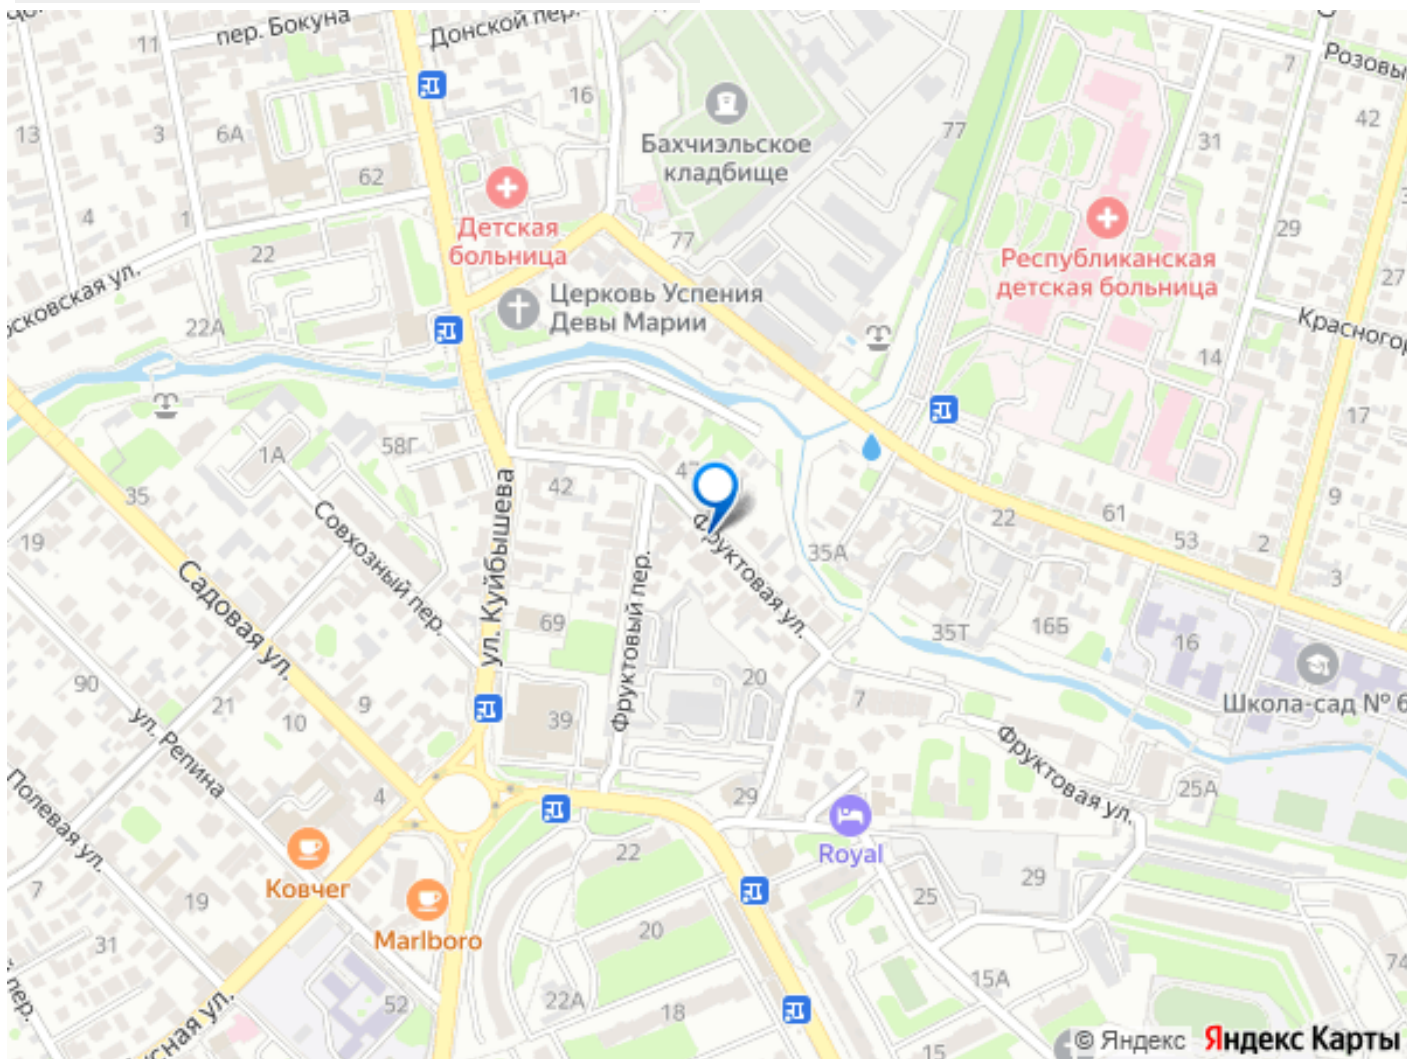 пер. Бокуна
Донской пер.
11
16
13
3
6А
62
4
1
22
Московская ул.
22А
Детская
больница
Церковь Успения
Девы Марии
Бахчиэльское
кладбище
77
77
Розовы
7
42
31
29
27
Республиканская
детская больница
Красногор
14
17
9
1А
58Г
35
19
42
ул. Куйбышева
Совхозный пер.
Садовая ул.
Фруктовый пер.
Фруктовая ул.
69
39
20
35А
22
61
53
2
3
35Т
16Б
16
Школа-сад № 6
7
Фруктовая ул.
25А
90
21
10
9
ул. Репина
Полевая ул.
4
29
Royal
22
25
29
Ковчег
Marlboro
7
19
31
20
18
22А
52
15А
74
15
пер.
© Яндекс
Яндекс Карты